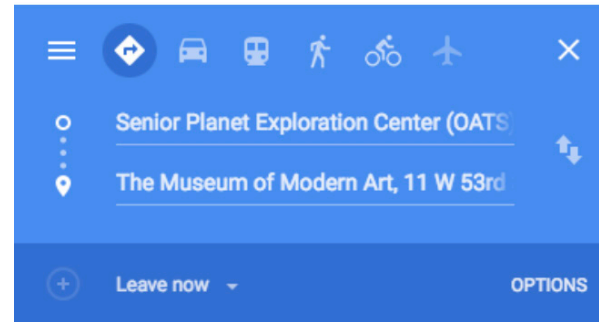 Senior Planet Exploration Center (OATS)
The Museum of Modern Art, 11 W 53rd
Leave now
OPTIONS